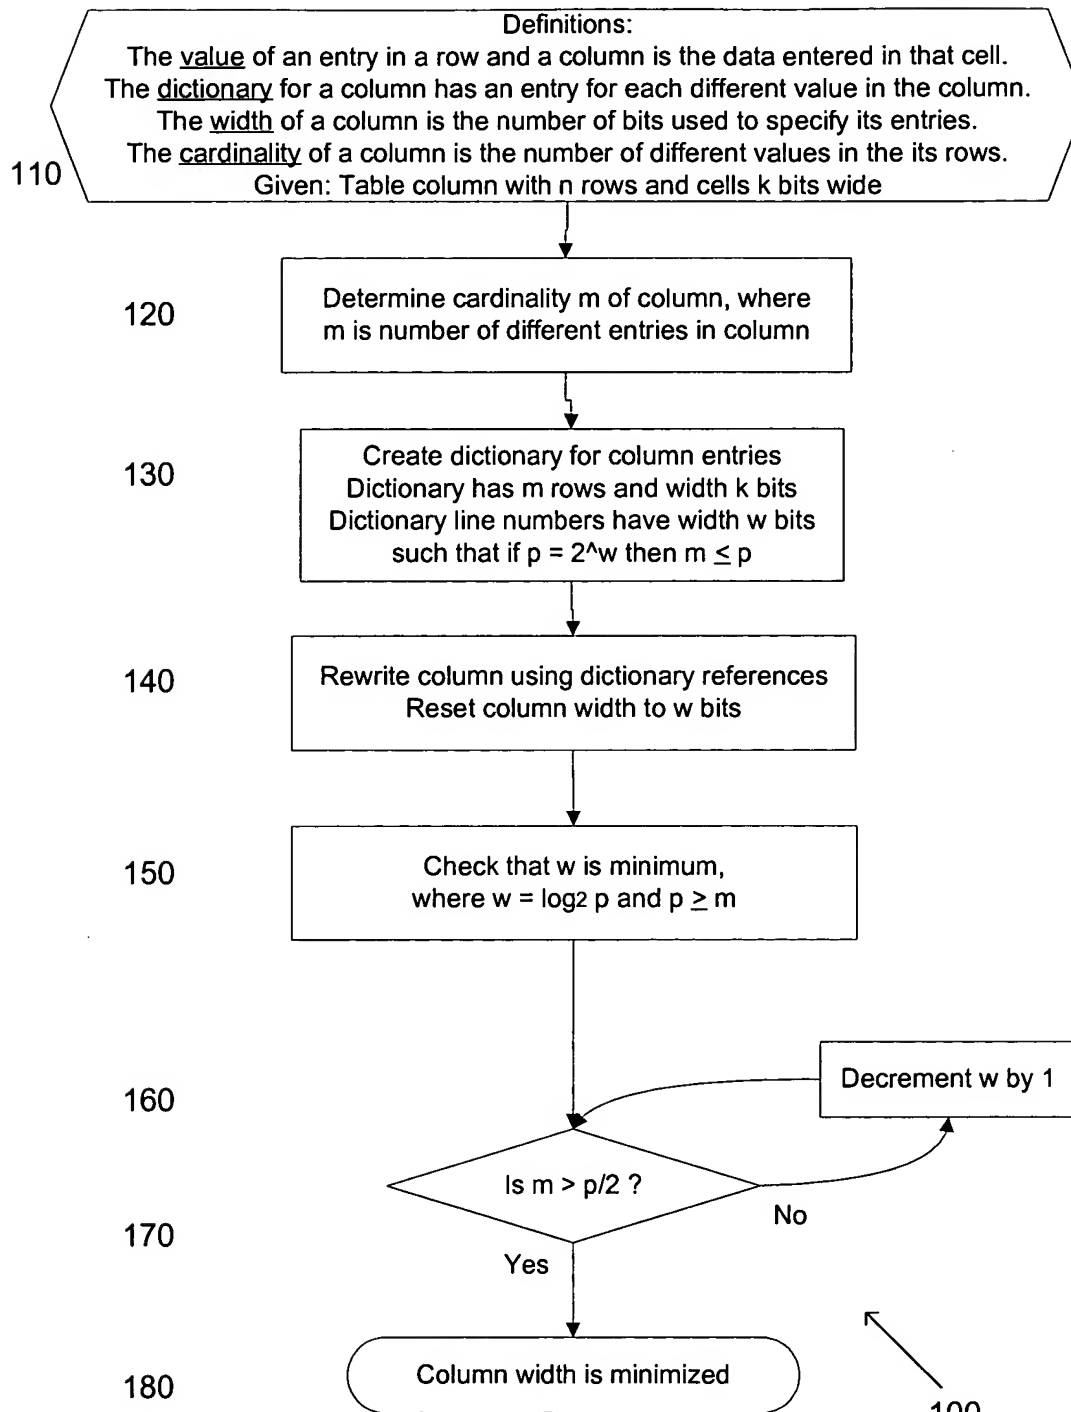 Definitions:
The value of an entry in a row and a column is the data entered in that cell.
The dictionary for a column has an entry for each different value in the column.
The width of a column is the number of bits used to specify its entries.
The cardinality of a column is the number of different values in the its rows.
Given: Table column with n rows and cells k bits wide
110
120
Determine cardinality m of column, where
m is number of different entries in column
130
Create dictionary for column entries
Dictionary has m rows and width k bits
Dictionary line numbers have width w bits
such that if p = 2^w then m ≤ p
140
Rewrite column using dictionary references
Reset column width to w bits
150
Check that w is minimum,
where w = log2 p and p ≥ m
160
Decrement w by 1
Is m > p/2 ?
No
170
Yes
180
Column width is minimized
100